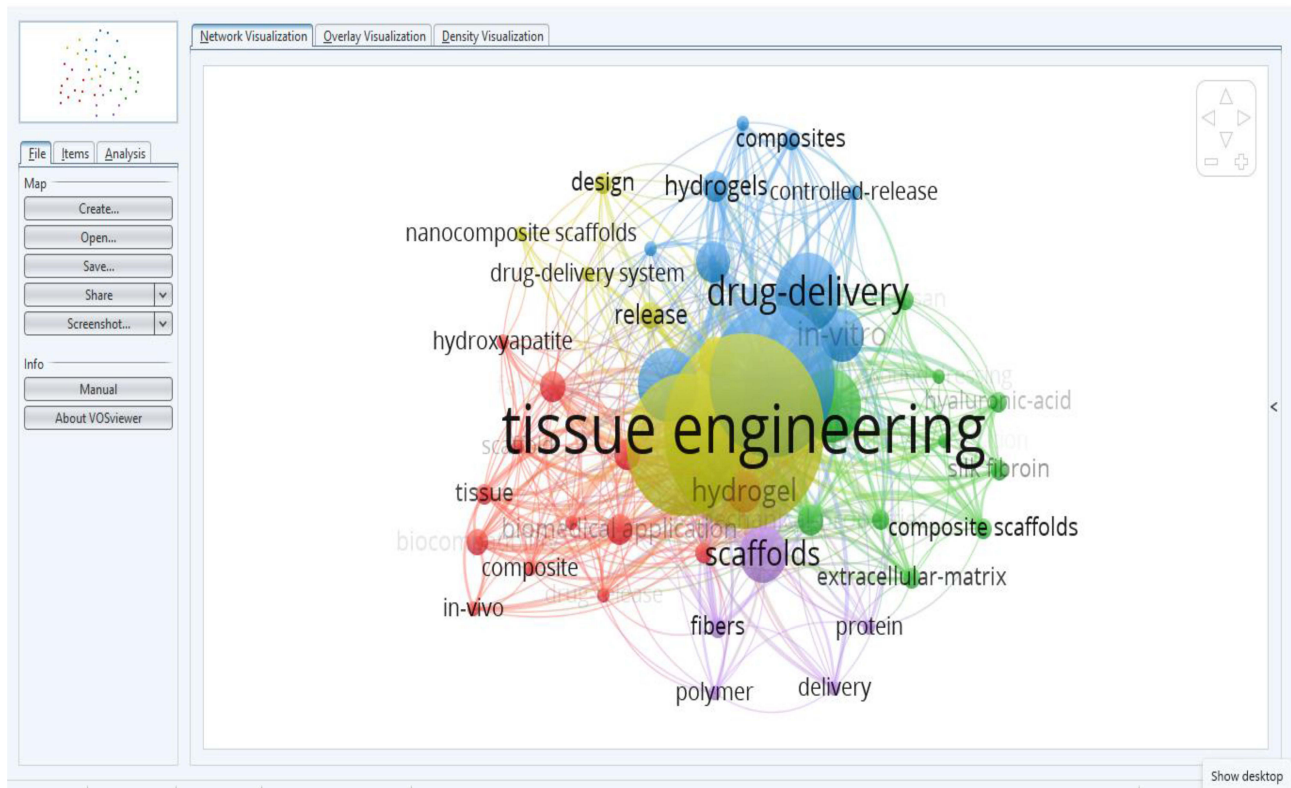 Network Visualization Overlay Visualization Density Visualization
File Items Analysis
Map
Create...
Open...
Save...
Share
Screenshot...
Info
Manual
About VOSviewer
composites
design
hydrogels
controlled-release
nanocomposite scaffolds
drug-delivery system
drug-delivery
release
in-vitro
hydroxyapatite
hyaluronic-acid
tissue engineering
silk fibroin
tissue
hydrogel
biomedical application
composite scaffolds
scaffolds
composite
extracellular-matrix
in-vivo
fibers
protein
polymer
delivery
Show desktop